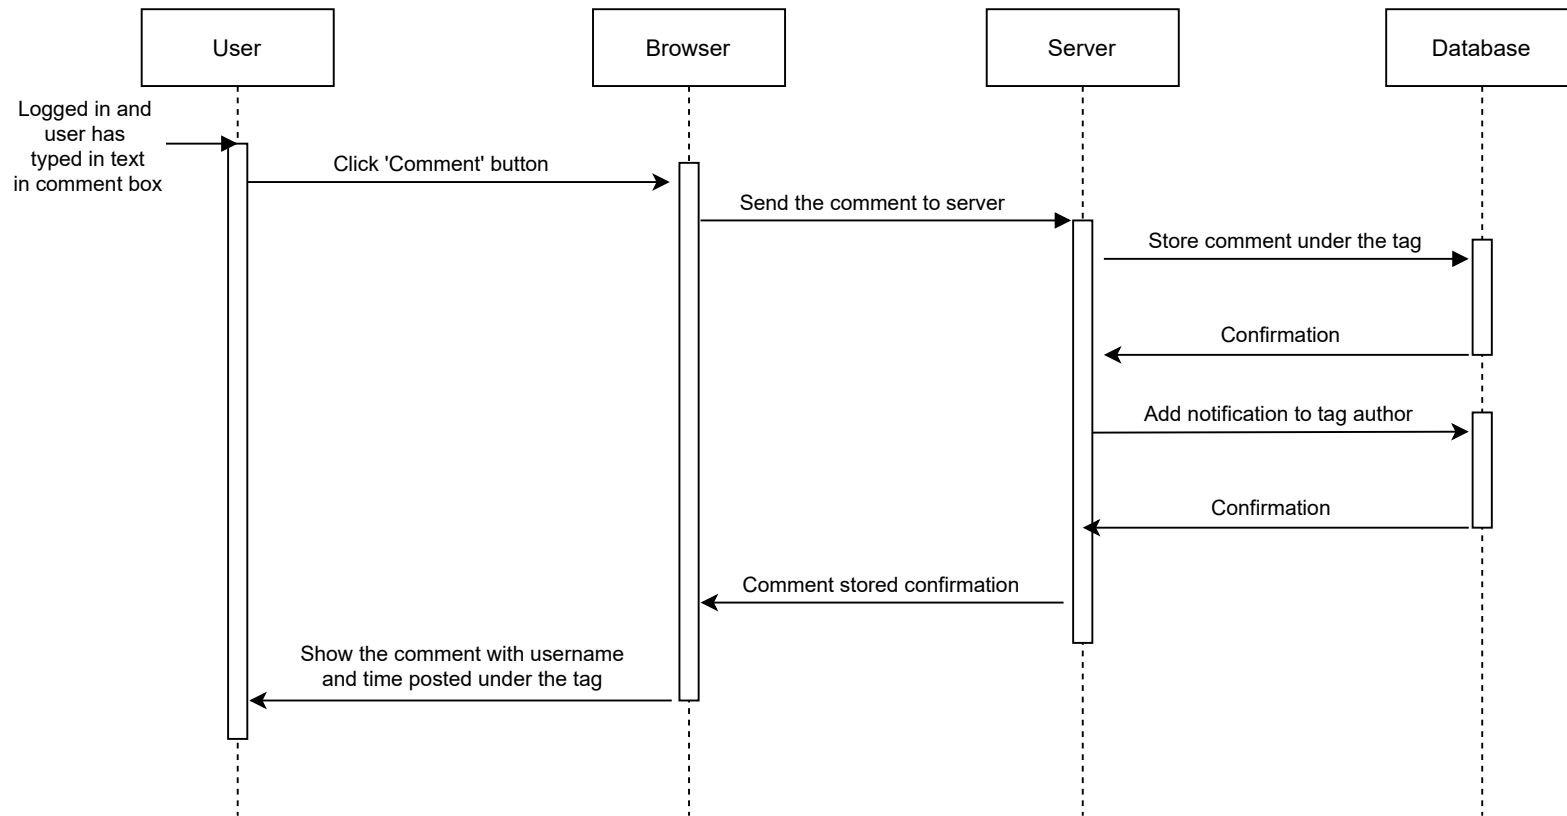 User
Browser
Server
Database
Logged in and
user has
typed in text
in comment box
Click 'Comment' button
Send the comment to server
Store comment under the tag
Confirmation
Add notification to tag author
Confirmation
Comment stored confirmation
Show the comment with username
and time posted under the tag